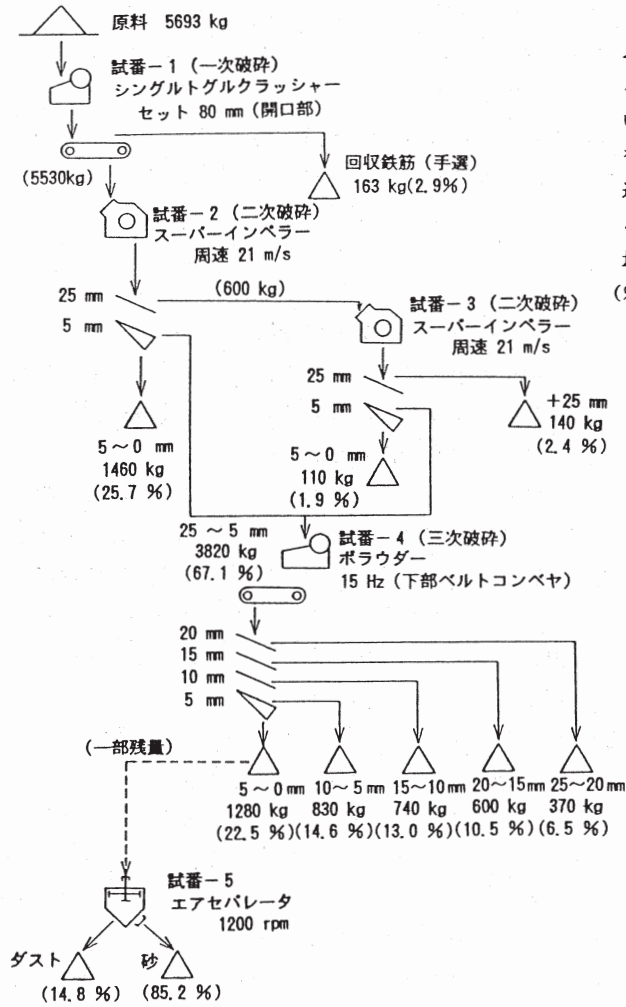 原料 5693 kg
試番－1（一次破砕）
シングルトグルクラッシャー
セット 80 mm（開口部）
(5530kg)
回収鉄筋（手選）
163 kg(2.9%)
試番－2（二次破砕）
スーパーインペラー
周速 21 m/s
25 mm
(600 kg)
5 mm
試番－3（二次破砕）
スーパーインペラー
周速 21 m/s
25 mm
5 mm
＋25 mm
140 kg
(2.4 %)
5～0 mm
1460 kg
(25.7 %)
5～0 mm
110 kg
(1.9 %)
25～5 mm
3820 kg
(67.1 %)
試番－4（三次破砕）
ポラウダー
15 Hz（下部ベルトコンベヤ）
20 mm
15 mm
10 mm
5 mm
（一部残量）
5～0 mm 10～5 mm 15～10mm 20～15mm 25～20mm
1280 kg 830 kg 740 kg 600 kg 370 kg
(22.5 %)(14.6 %)(13.0 %)(10.5 %)(6.5 %)
試番－5
エアセパレータ
1200 rpm
ダスト 砂
(14.8 %) (85.2 %)